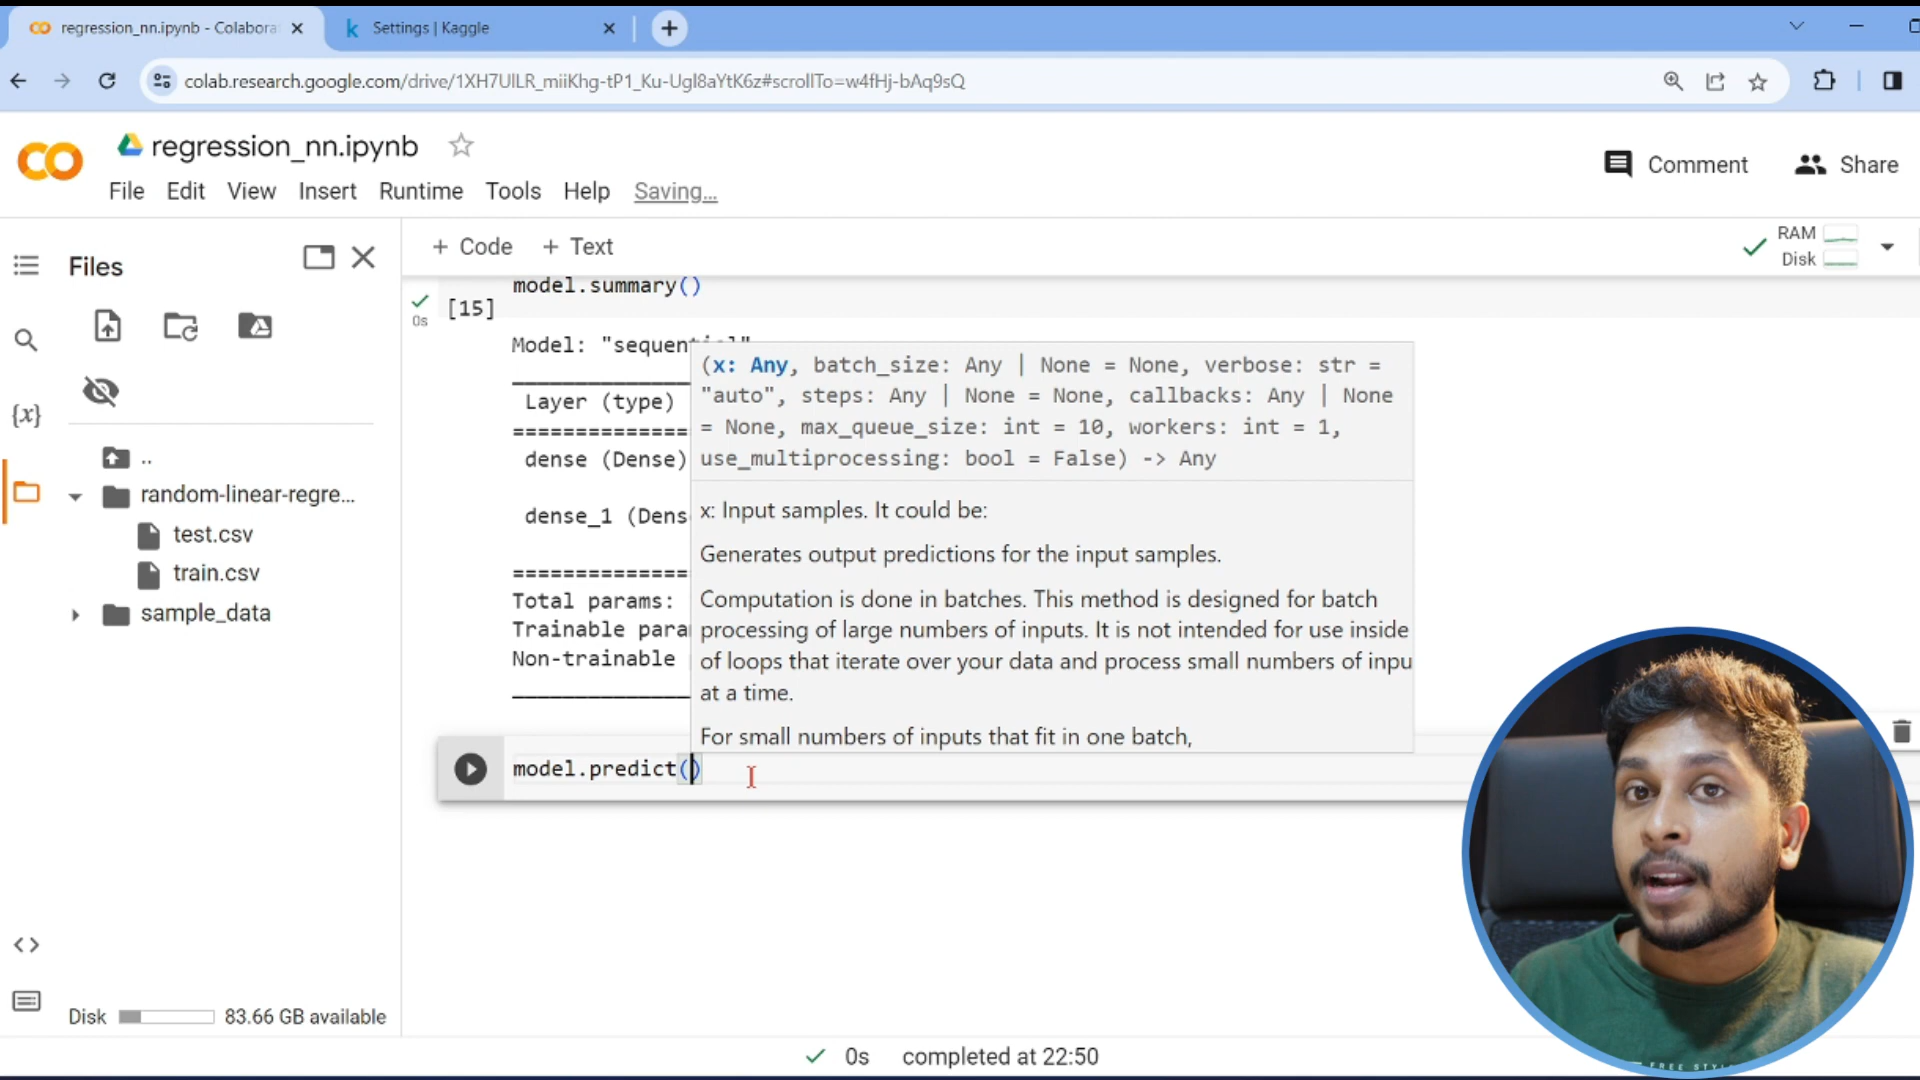 regression_nn.ipynb - Colabora
Settings | Kaggle
colab.research.google.com/drive/1XH7UlLR_miiKhg-tP1_Ku-Ugl8aYtK6z#scrollTo=w4fHj-bAq9sQ
regression_nn.ipynb
Comment
Share
File Edit View Insert Runtime Tools Help Saving...
Files
+ Code + Text
RAM
Disk
model.summary()
[15]
0s
Model: "sequential"
(x: Any, batch_size: Any | None = None, verbose: str =
"auto", steps: Any | None = None, callbacks: Any | None
= None, max_queue_size: int = 10, workers: int = 1,
use_multiprocessing: bool = False) -> Any
Layer (type)
dense (Dense)
dense_1 (Dens
x: Input samples. It could be:
Generates output predictions for the input samples.
Computation is done in batches. This method is designed for batch
processing of large numbers of inputs. It is not intended for use inside
of loops that iterate over your data and process small numbers of inpu
at a time.
For small numbers of inputs that fit in one batch,
Total params:
Trainable para
Non-trainable
model.predict()
{x}
..
random-linear-regre...
test.csv
train.csv
sample_data
Disk 83.66 GB available
0s completed at 22:50